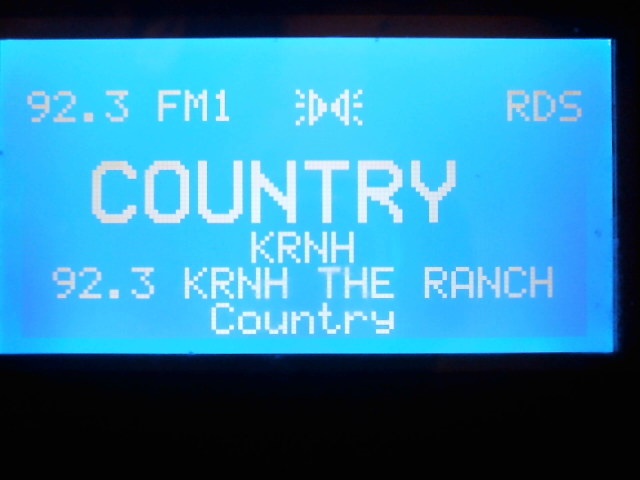 92.3 FM1 RDS
COUNTRY
KRNH
92.3 KRNH THE RANCH
Country